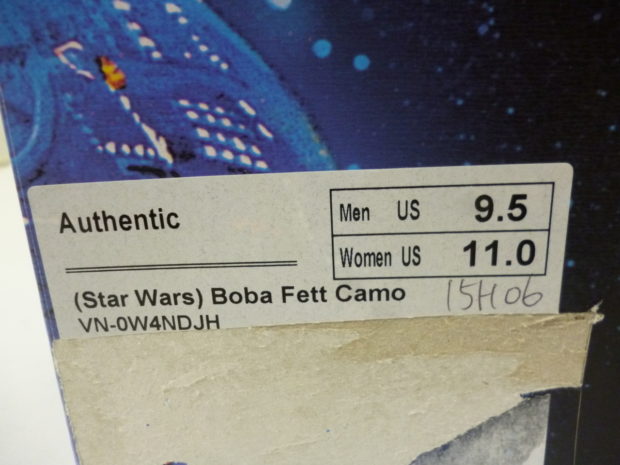 Authentic
Men US 9.5
Women US 11.0
(Star Wars) Boba Fett Camo
15H06
VN-0W4NDJH